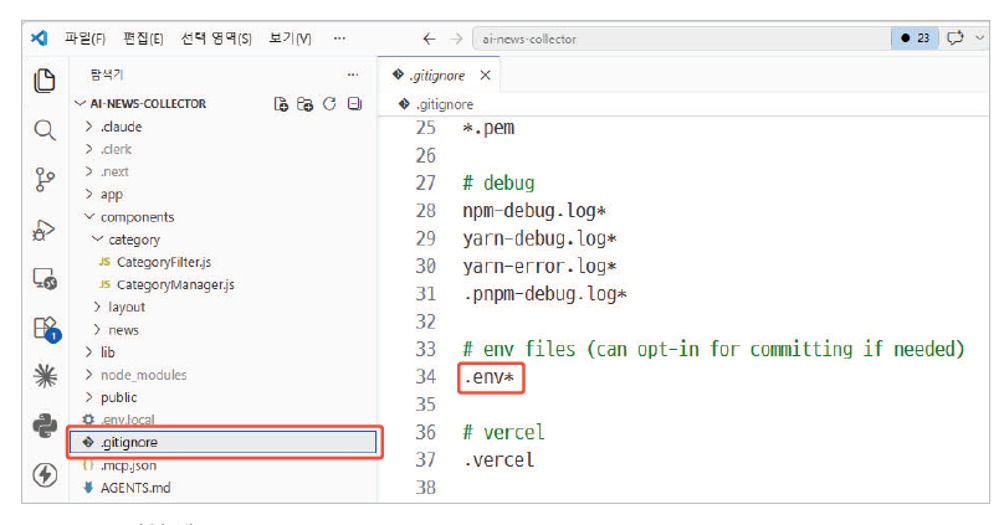 파일(F) 편집(E) 선택 영역(S) 보기(V) ··· ai-news-collector 23
탐색기 ···
AI-NEWS-COLLECTOR
.claude
.clerk
.next
app
components
category
JS CategoryFilter.js
JS CategoryManager.js
layout
news
lib
node_modules
public
.env.local
.gitignore
{} .mcp.json
AGENTS.md
1
.gitignore
.gitignore
25 *.pem
26
27 # debug
28 npm-debug.log*
29 yarn-debug.log*
30 yarn-error.log*
31 .pnpm-debug.log*
32
33 # env files (can opt-in for committing if needed)
34 .env*
35
36 # vercel
37 .vercel
38